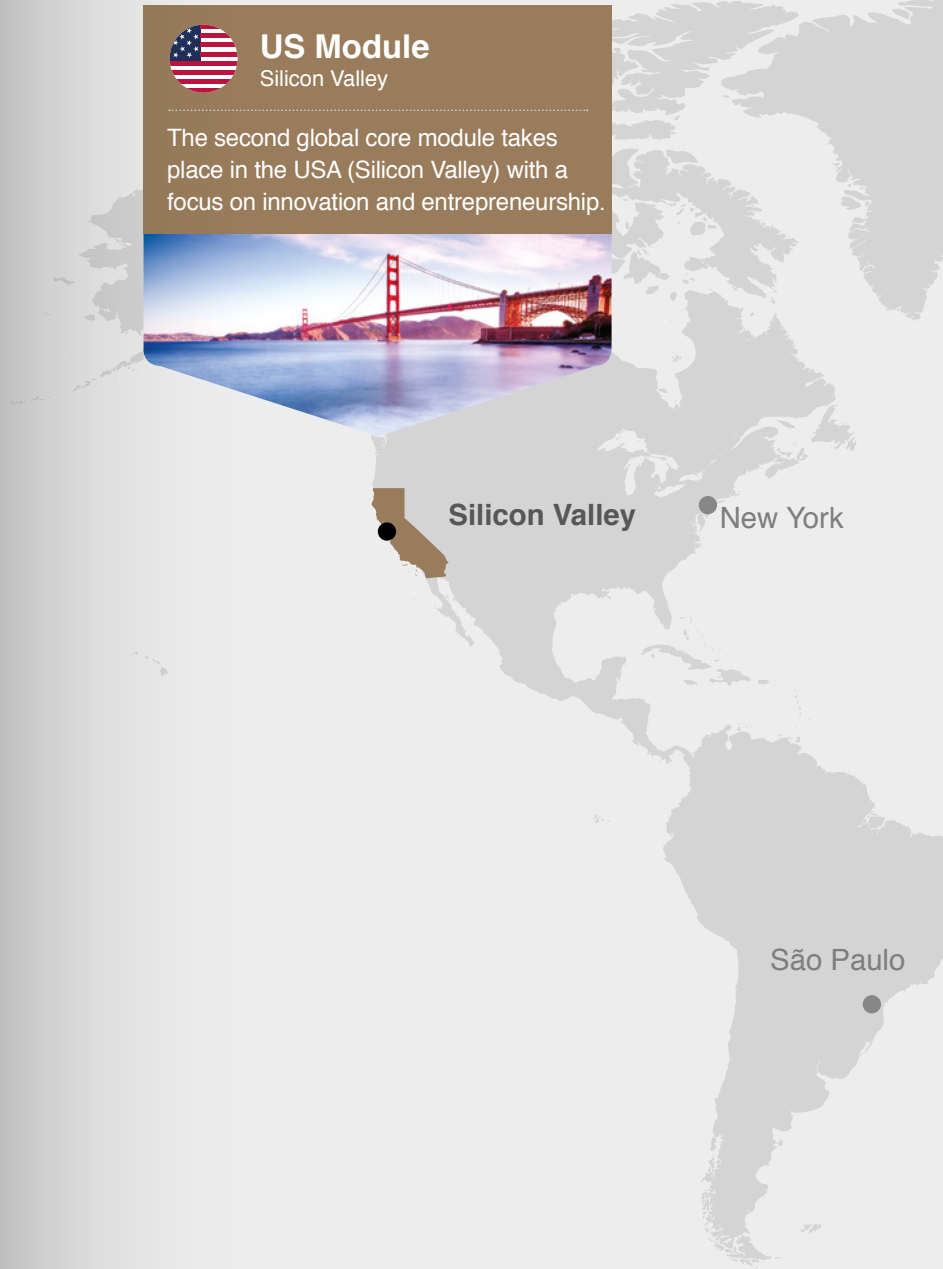 US Module
Silicon Valley
The second global core module takes
place in the USA (Silicon Valley) with a
focus on innovation and entrepreneurship.
Silicon Valley
New York
São Paulo